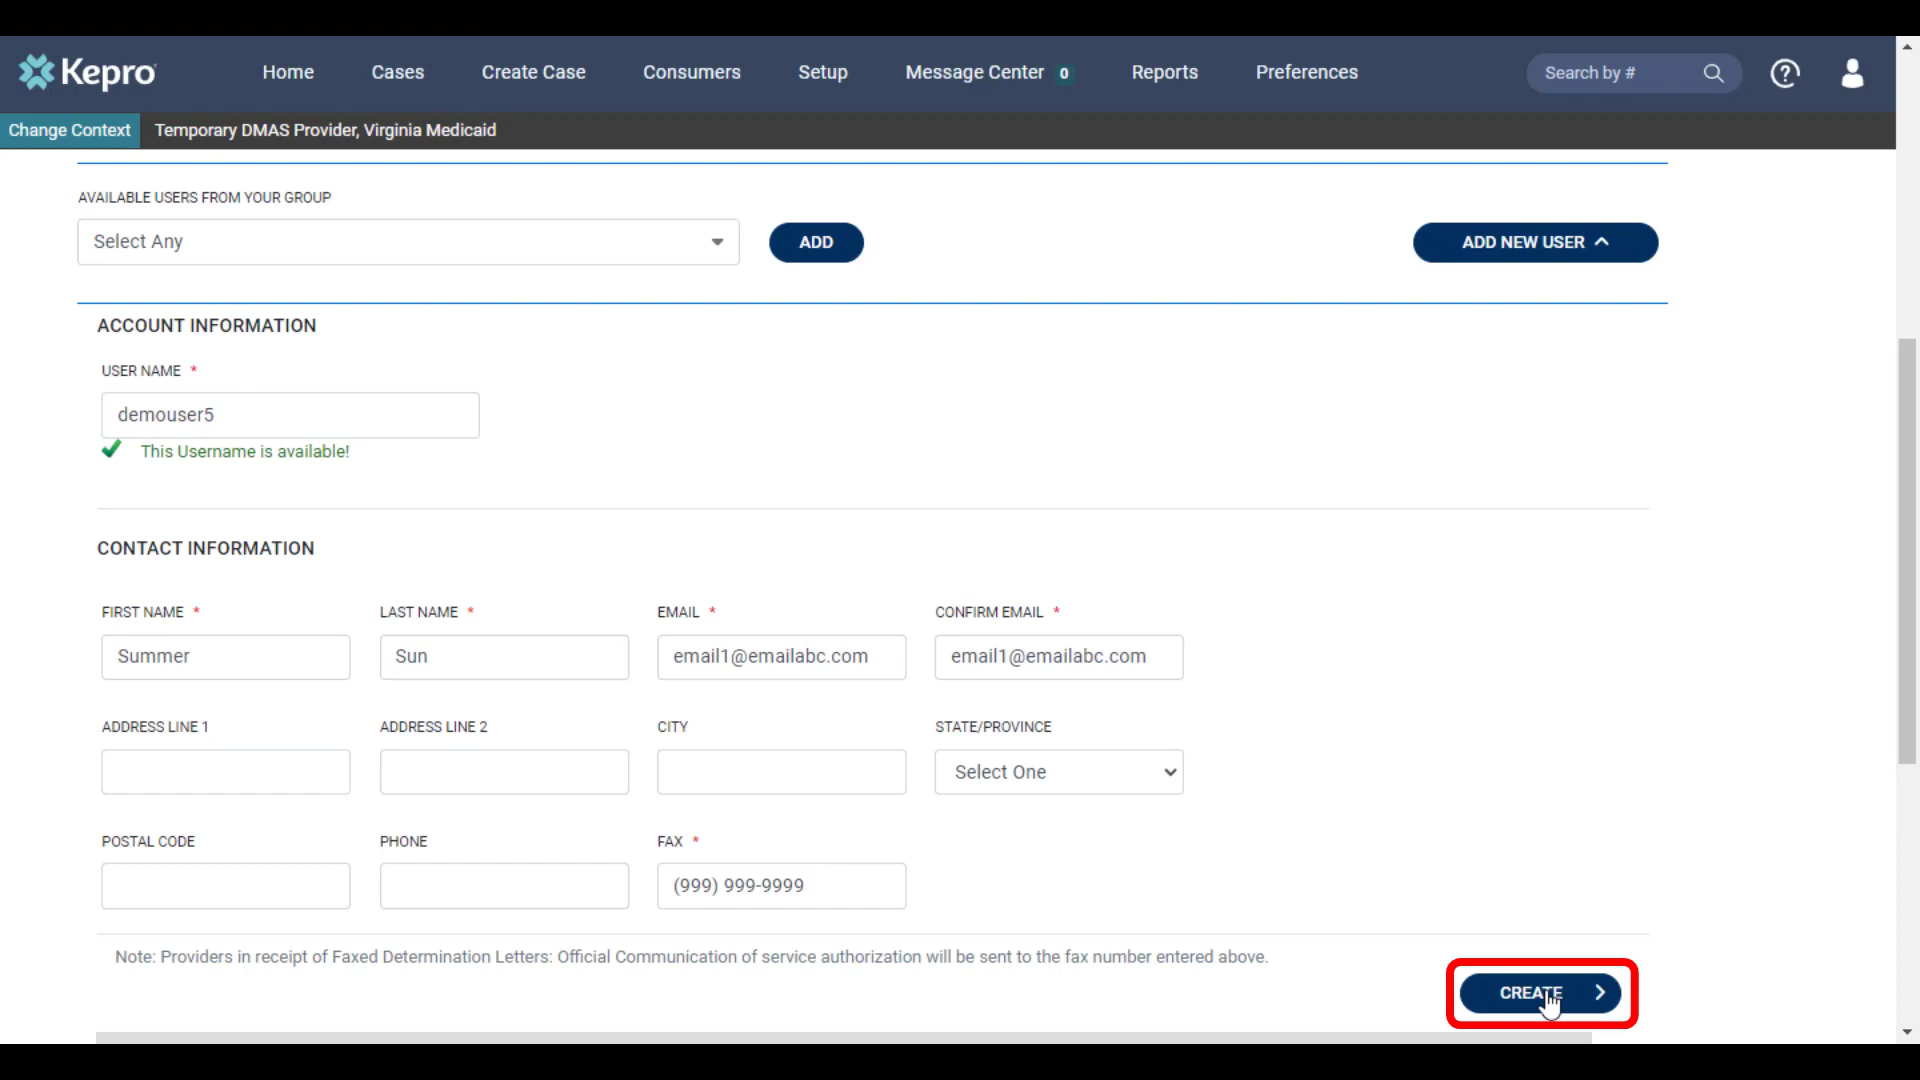 Kepro
Home Cases Create Case Consumers Setup Message Center 0 Reports Preferences Search by #
Change Context Temporary DMAS Provider, Virginia Medicaid
AVAILABLE USERS FROM YOUR GROUP
Select Any ADD ADD NEW USER
ACCOUNT INFORMATION
USER NAME *
demouser5
This Username is available!
CONTACT INFORMATION
FIRST NAME * LAST NAME * EMAIL * CONFIRM EMAIL *
Summer Sun email1@emailabc.com email1@emailabc.com
ADDRESS LINE 1 ADDRESS LINE 2 CITY STATE/PROVINCE
Select One
POSTAL CODE PHONE FAX *
(999) 999-9999
Note: Providers in receipt of Faxed Determination Letters: Official Communication of service authorization will be sent to the fax number entered above.
CREATE